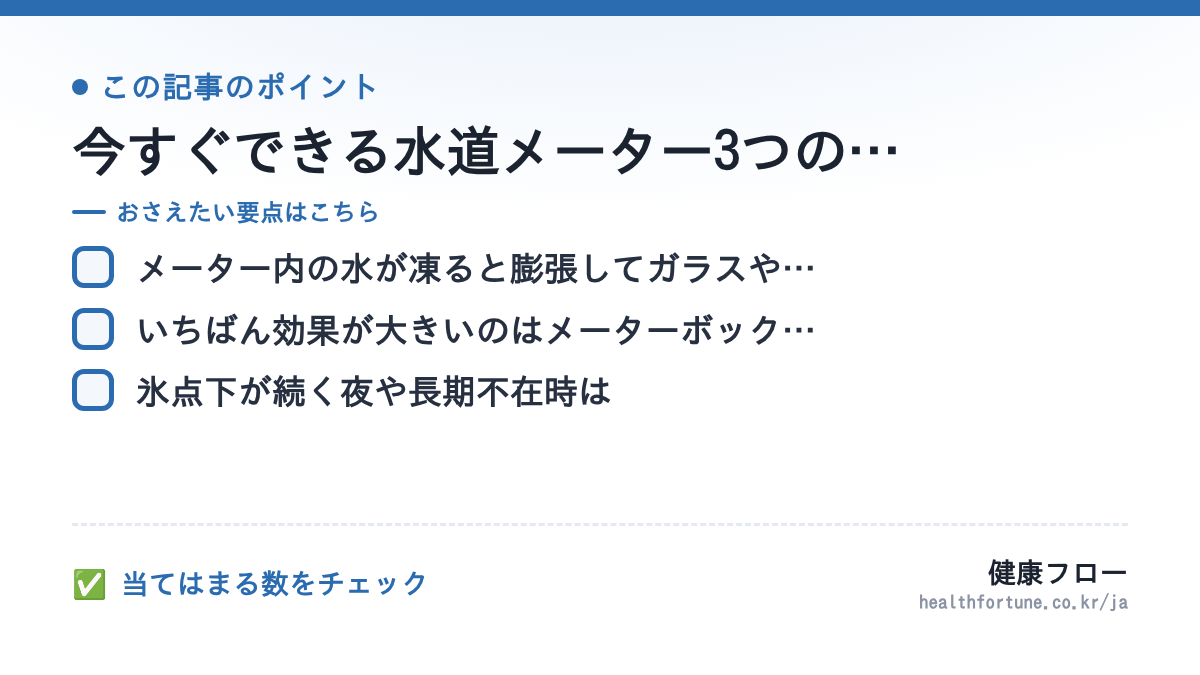 この記事のポイント
今すぐできる水道メーター3つの…
おさえたい要点はこちら
メーター内の水が凍ると膨張してガラスや…
いちばん効果が大きいのはメーターボック…
氷点下が続く夜や長期不在時は
✅ 当てはまる数をチェック
健康フロー
healthfortune.co.kr/ja